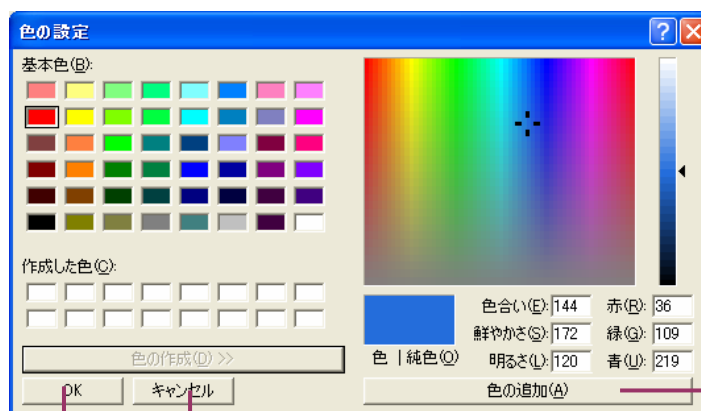 色の設定
基本色(B):
作成した色(C):
色の作成(D) >>
OK キャンセル
色 | 純色(O)
色合い(E): 144 赤(R): 36
鮮やかさ(S): 172 緑(G): 109
明るさ(L): 120 青(U): 219
色の追加(A)